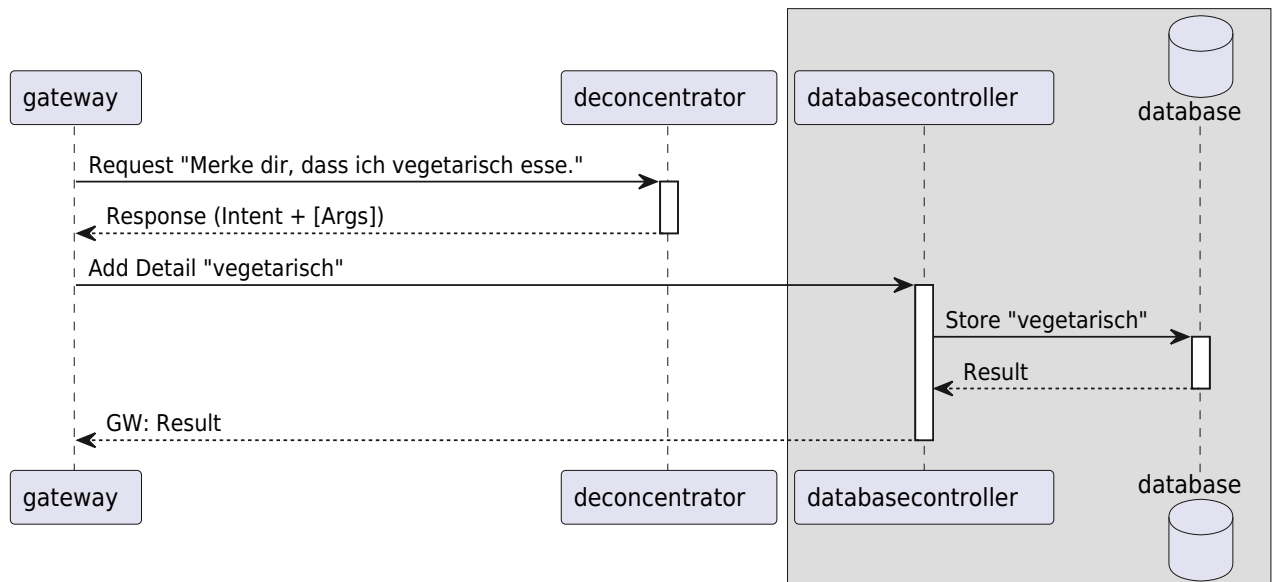 database
gateway
deconcentrator
databasecontroller
Request "Merke dir, dass ich vegetarisch esse."
Response (Intent + [Args])
Add Detail "vegetarisch"
Store "vegetarisch"
Result
GW: Result
gateway
deconcentrator
databasecontroller
database